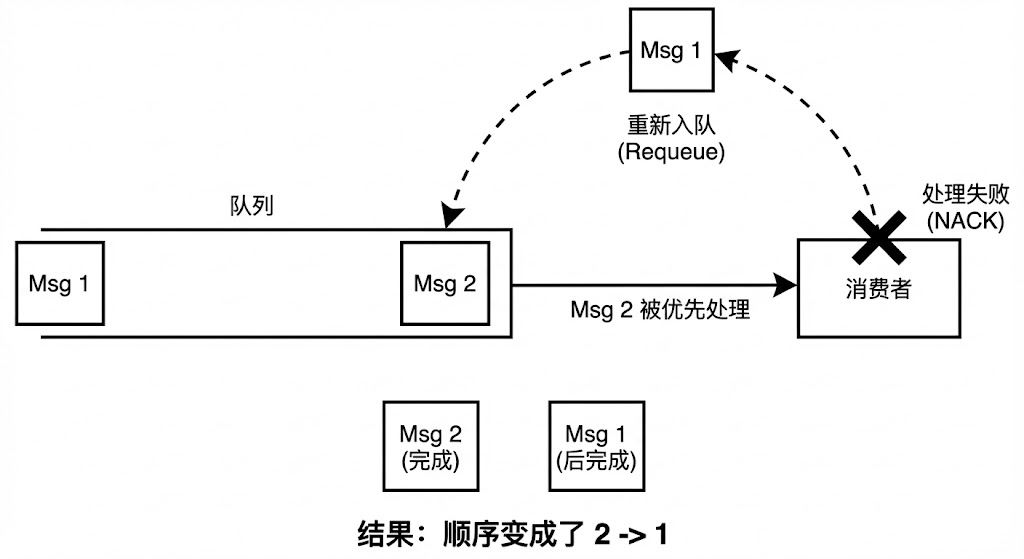 Msg 1
重新入队
(Requeue)
处理失败
(NACK)
队列
Msg 1
Msg 2
Msg 2 被优先处理
消费者
Msg 2
(完成)
Msg 1
(后完成)
结果：顺序变成了 2 -> 1